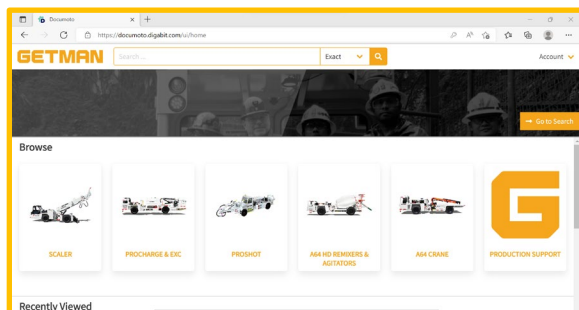 Documoto
https://documoto.digabit.com/ui/home
GETMAN
Search ...
Exact
Account
→ Go to Search
Browse
SCALER
PROCHARGE & EXC
PROSHOT
A64 HD REMIXERS &
AGITATORS
A64 CRANE
PRODUCTION SUPPORT
Recently Viewed